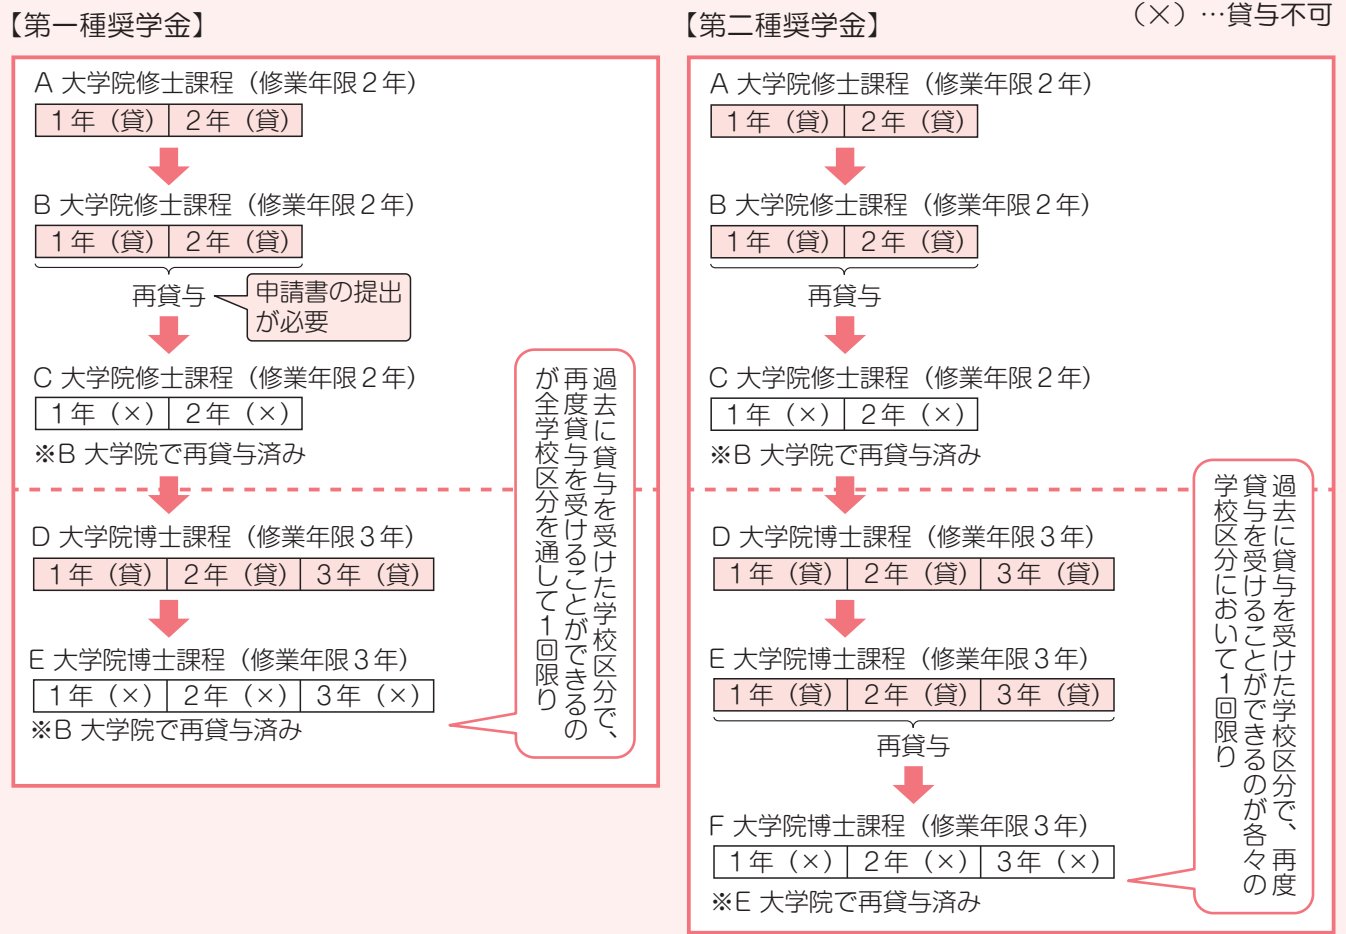 （×）…貸与不可
【第一種奨学金】
A 大学院修士課程（修業年限２年）
1年（貸） 2年（貸）
B 大学院修士課程（修業年限２年）
1年（貸） 2年（貸）
再貸与
申請書の提出
が必要
C 大学院修士課程（修業年限２年）
1年（×） 2年（×）
※B 大学院で再貸与済み
D 大学院博士課程（修業年限３年）
1年（貸） 2年（貸） 3年（貸）
E 大学院博士課程（修業年限３年）
1年（×） 2年（×） 3年（×）
※B 大学院で再貸与済み
過去に貸与を受けた学校区分で、
再度貸与を受けることができるの
が全学校区分を通して１回限り
【第二種奨学金】
A 大学院修士課程（修業年限２年）
1年（貸） 2年（貸）
B 大学院修士課程（修業年限２年）
1年（貸） 2年（貸）
再貸与
C 大学院修士課程（修業年限２年）
1年（×） 2年（×）
※B 大学院で再貸与済み
D 大学院博士課程（修業年限３年）
1年（貸） 2年（貸） 3年（貸）
E 大学院博士課程（修業年限３年）
1年（貸） 2年（貸） 3年（貸）
再貸与
F 大学院博士課程（修業年限３年）
1年（×） 2年（×） 3年（×）
※E 大学院で再貸与済み
過去に貸与を受けた学校区分で、再度
貸与を受けることができるのが各々の
学校区分において１回限り